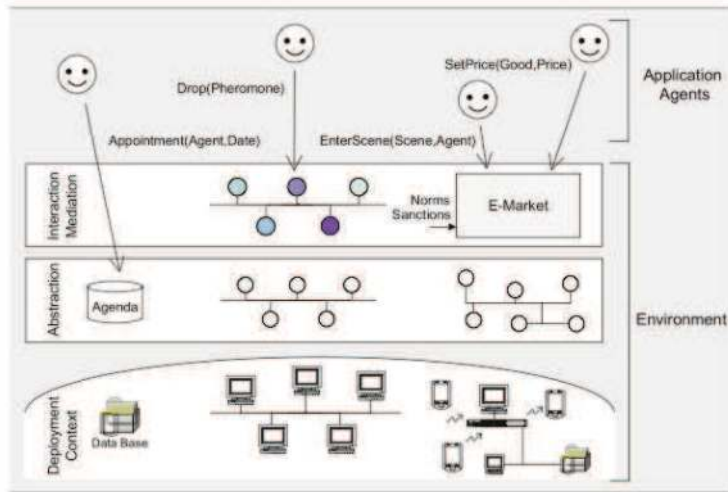 SetPrice(Good,Price)
Drop(Pheromone)
Application
Agents
Appointment(Agent,Date)
EnterScene(Scene,Agent)
Interaction
Mediation
Norms
Sanctions
E-Market
Abstraction
Agenda
Environment
Deployment
Context
Data Base